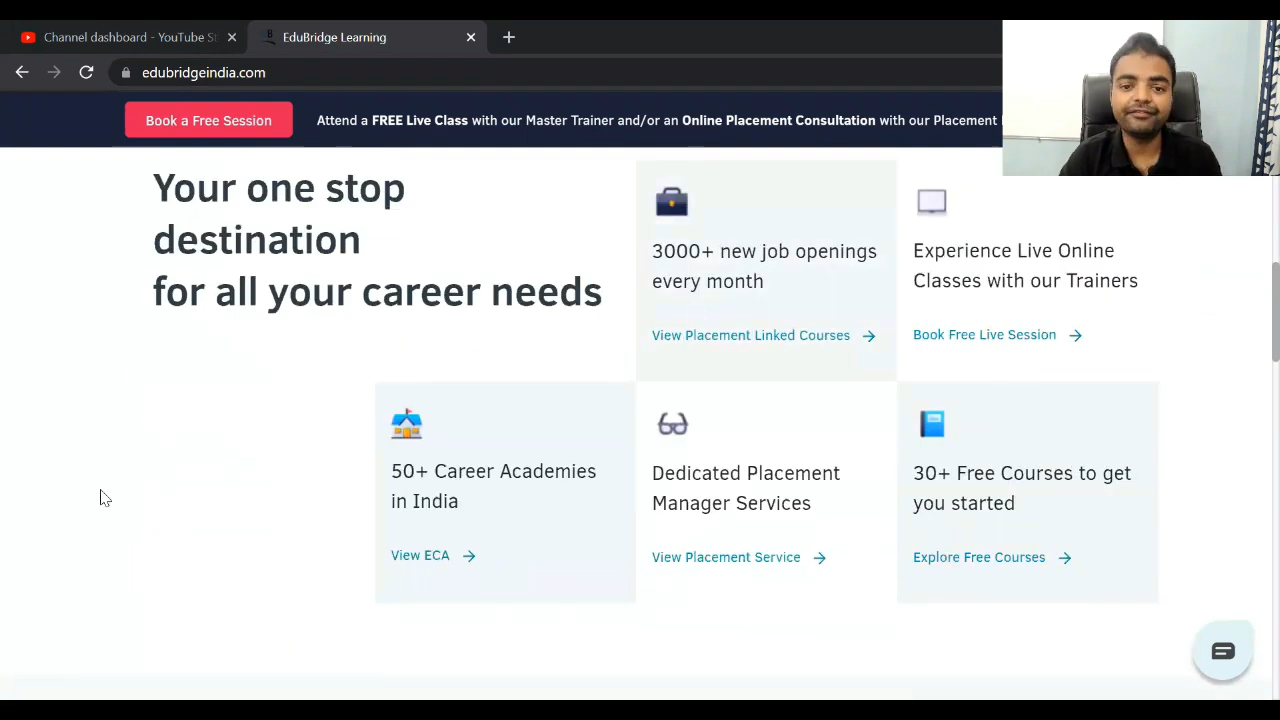 Channel dashboard - YouTube St
EduBridge Learning
edubridgeindia.com
Book a Free Session
Attend a FREE Live Class with our Master Trainer and/or an Online Placement Consultation with our Placement
Your one stop
destination
for all your career needs
3000+ new job openings
every month
View Placement Linked Courses
Experience Live Online
Classes with our Trainers
Book Free Live Session
50+ Career Academies
in India
View ECA
Dedicated Placement
Manager Services
View Placement Service
30+ Free Courses to get
you started
Explore Free Courses